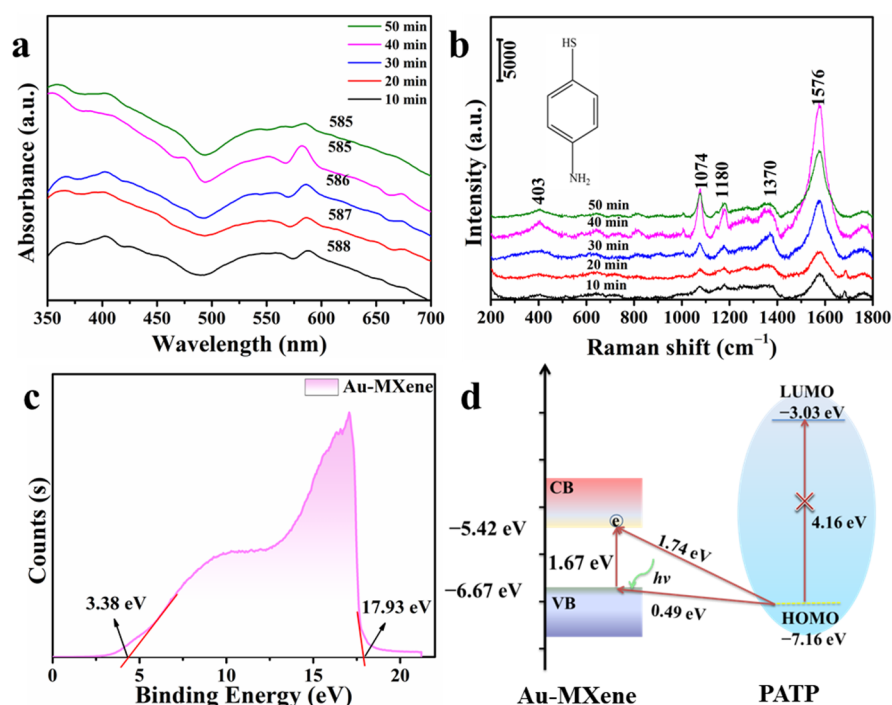 a
50 min
40 min
30 min
20 min
10 min
585
585
586
587
588
Absorbance (a.u.)
350 400 450 500 550 600 650 700
Wavelength (nm)
b
5000
HS
NH2
403
1074
1180
1370
1576
50 min
40 min
30 min
20 min
10 min
Intensity (a.u.)
200 400 600 800 1000 1200 1400 1600 1800
Raman shift (cm−1)
c
Au-MXene
3.38 eV
17.93 eV
Counts (s)
0 5 10 15 20
Binding Energy (eV)
d
LUMO
−3.03 eV
CB
e
−5.42 eV
4.16 eV
1.74 eV
1.67 eV
hv
−6.67 eV
VB
0.49 eV
HOMO
−7.16 eV
Au-MXene PATP